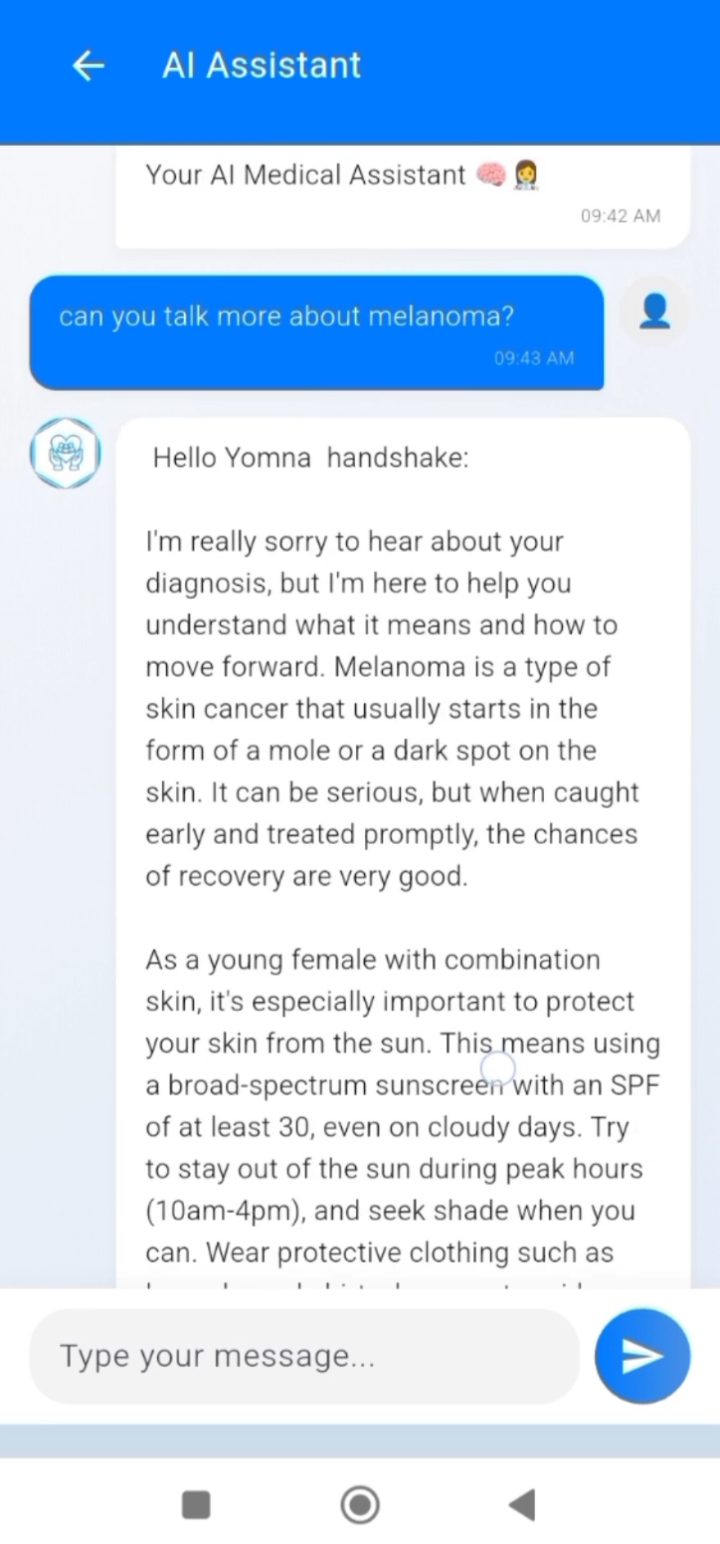 AI Assistant
Your AI Medical Assistant 🧠 👩‍⚕️
09:42 AM
can you talk more about melanoma?
09:43 AM
Hello Yomna  handshake:
I'm really sorry to hear about your
diagnosis, but I'm here to help you
understand what it means and how to
move forward. Melanoma is a type of
skin cancer that usually starts in the
form of a mole or a dark spot on the
skin. It can be serious, but when caught
early and treated promptly, the chances
of recovery are very good.
As a young female with combination
skin, it's especially important to protect
your skin from the sun. This means using
a broad-spectrum sunscreen with an SPF
of at least 30, even on cloudy days. Try
to stay out of the sun during peak hours
(10am-4pm), and seek shade when you
can. Wear protective clothing such as
Type your message...